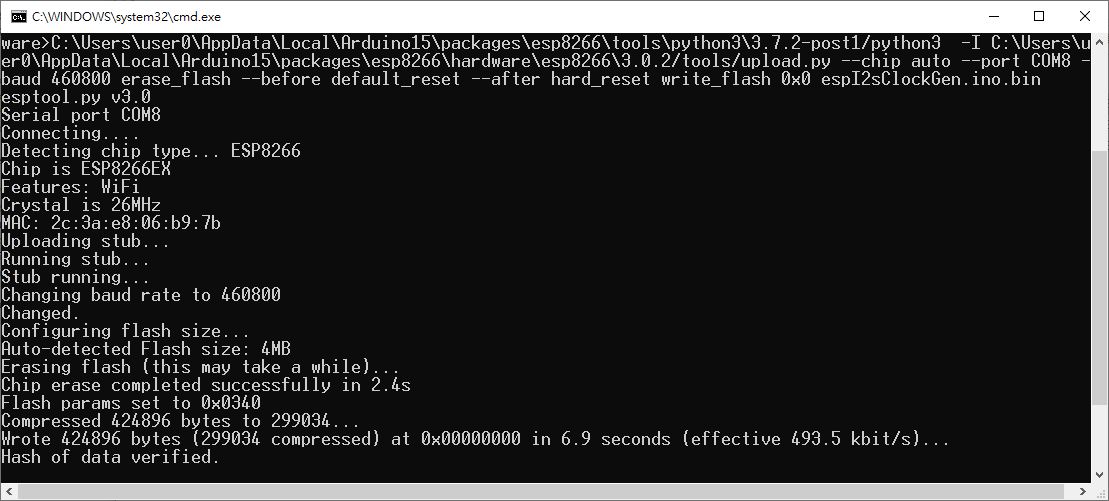 C:\WINDOWS\system32\cmd.exe
ware>C:\Users\user0\AppData\Local\Arduino15\packages\esp8266\tools\python3\3.7.2-post1/python3  -I C:\Users\u
er0\AppData\Local\Arduino15\packages\esp8266\hardware\esp8266\3.0.2/tools/upload.py --chip auto --port COM8 -
baud 460800 erase_flash --before default_reset --after hard_reset write_flash 0x0 espI2sClockGen.ino.bin
esptool.py v3.0
Serial port COM8
Connecting....
Detecting chip type... ESP8266
Chip is ESP8266EX
Features: WiFi
Crystal is 26MHz
MAC: 2c:3a:e8:06:b9:7b
Uploading stub...
Running stub...
Stub running...
Changing baud rate to 460800
Changed.
Configuring flash size...
Auto-detected Flash size: 4MB
Erasing flash (this may take a while)...
Chip erase completed successfully in 2.4s
Flash params set to 0x0340
Compressed 424896 bytes to 299034...
Wrote 424896 bytes (299034 compressed) at 0x00000000 in 6.9 seconds (effective 493.5 kbit/s)...
Hash of data verified.